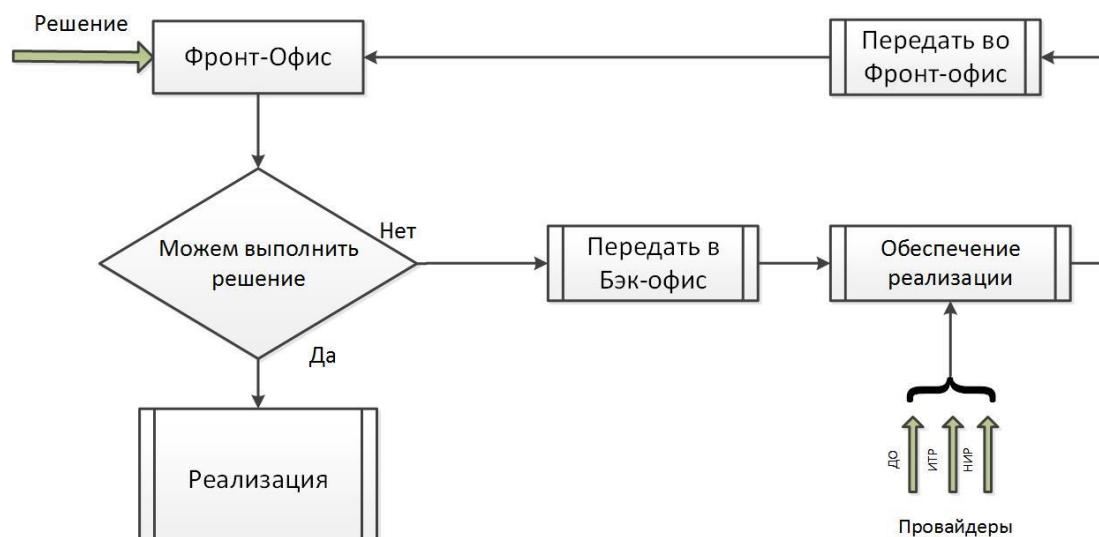 Решение
Фронт-Офис
Передать во
Фронт-офис
Можем выполнить
решение
Нет
Передать в
Бэк-офис
Обеспечение
реализации
Да
Реализация
ДО
ИТР
НИР
Провайдеры